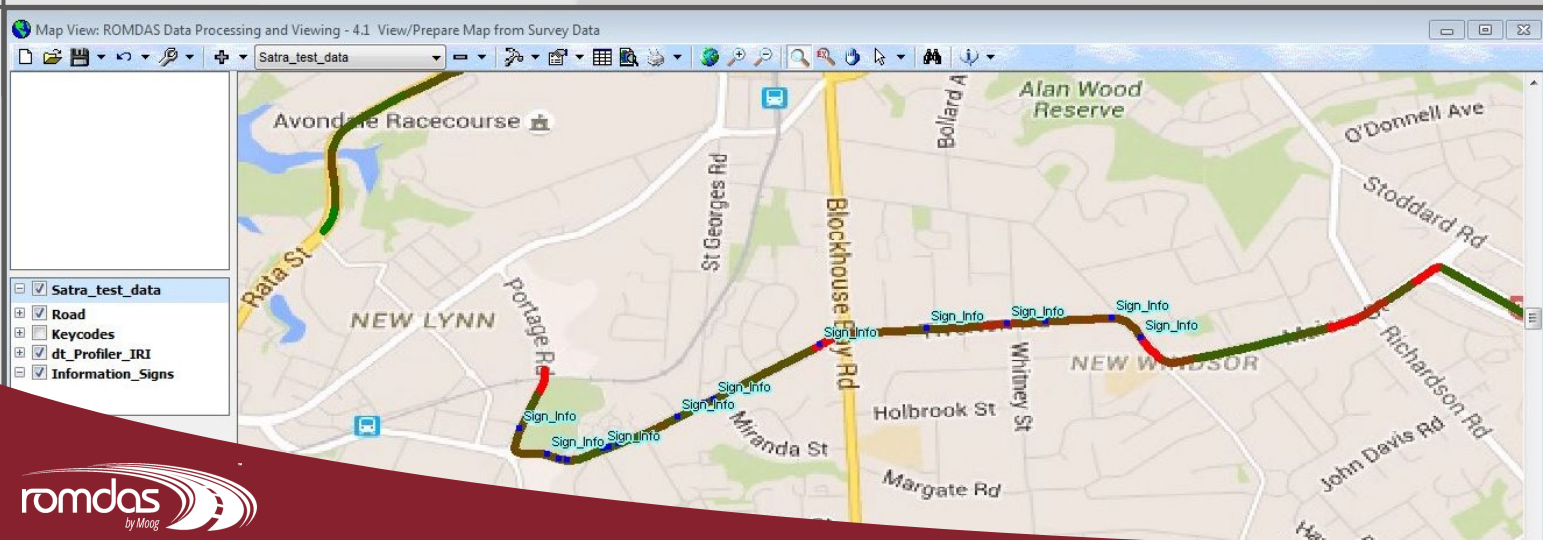 Map View: ROMDAS Data Processing and Viewing - 4.1 View/Prepare Map from Survey Data
Satra_test_data
Satra_test_data
Road
Keycodes
dt_Profiler_IRI
Information_Signs
Avondale Racecourse
Bollard A
Alan Wood
Reserve
O'Donnell Ave
Stoddard Rd
St Georges Rd
Blockhouse Bay Rd
Rata St
NEW LYNN
Portage Rd
Sign_Info
Sign_Info
Sign_Info
Sign_Info
Sign_Info
Whitney St
NEW WINDSOR
Richardson Rd
Sign_Info
Sign_Info
Sign_Info
Sign_Info
Sign_Info
Miranda St
Holbrook St
John Davis Rd
Margate Rd
romdas
by Moog